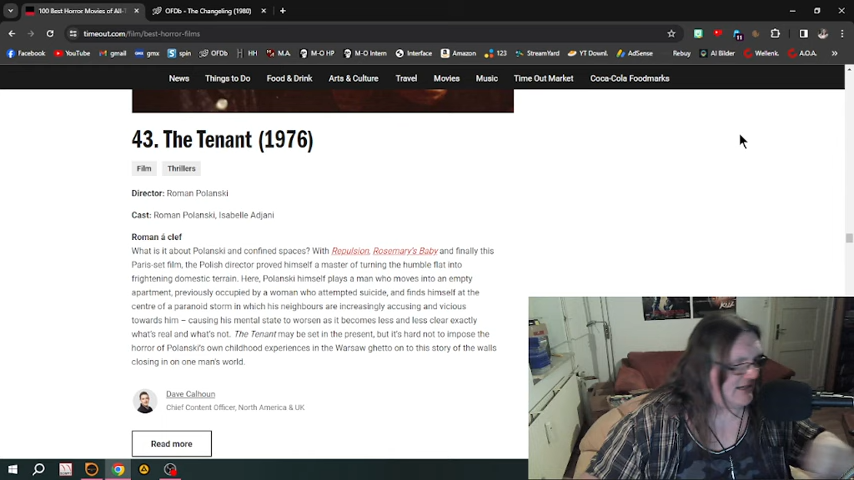 100 Best Horror Movies of All-T
OFDb - The Changeling (1980)
timeout.com/film/best-horror-films
Facebook YouTube gmail gmx spin OFDb HH M.A. M-O HP M-O Intern Interface Amazon 123 StreamYard YT Downl. AdSense Rebuy AI Bilder Wellenk. A.O.A.
News Things to Do Food & Drink Arts & Culture Travel Movies Music Time Out Market Coca-Cola Foodmarks
43. The Tenant (1976)
Film Thrillers
Director: Roman Polanski
Cast: Roman Polanski, Isabelle Adjani
Roman á clef
What is it about Polanski and confined spaces? With Repulsion, Rosemary's Baby and finally this
Paris-set film, the Polish director proved himself a master of turning the humble flat into
frightening domestic terrain. Here, Polanski himself plays a man who moves into an empty
apartment, previously occupied by a woman who attempted suicide, and finds himself at the
centre of a paranoid storm in which his neighbours are increasingly accusing and vicious
towards him – causing his mental state to worsen as it becomes less and less clear exactly
what's real and what's not. The Tenant may be set in the present, but it's hard not to impose the
horror of Polanski's own childhood experiences in the Warsaw ghetto on to this story of the walls
closing in on one man's world.
Dave Calhoun
Chief Content Officer, North America & UK
Read more